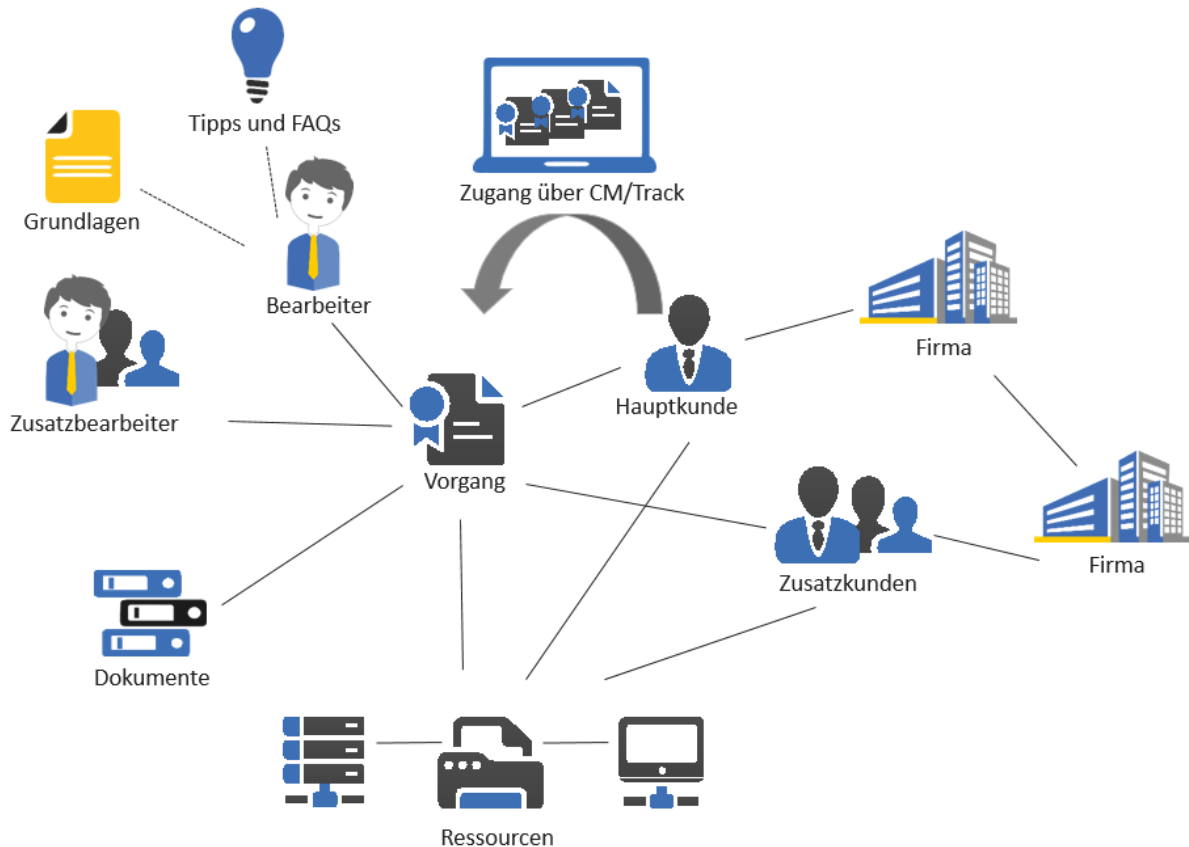 Tipps und FAQs
Zugang über CM/Track
Grundlagen
Bearbeiter
Firma
Hauptkunde
Zusatzbearbeiter
Vorgang
Firma
Zusatzkunden
Dokumente
Ressourcen